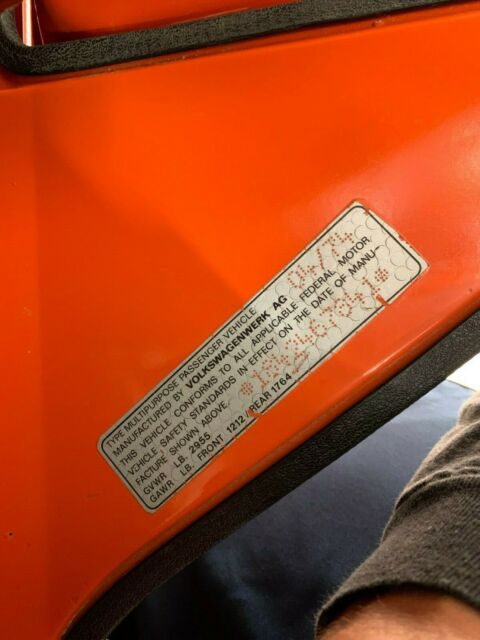 TYPE MULTIPURPOSE PASSENGER VEHICLE
MANUFACTURED BY VOLKSWAGENWERK AG
THIS VEHICLE CONFORMS TO ALL APPLICABLE FEDERAL MOTOR
VEHICLE SAFETY STANDARDS IN EFFECT ON THE DATE OF MANU-
FACTURE SHOWN ABOVE.
GVWR LB. 2955
GAWR LB. FRONT 1212/REAR 1764